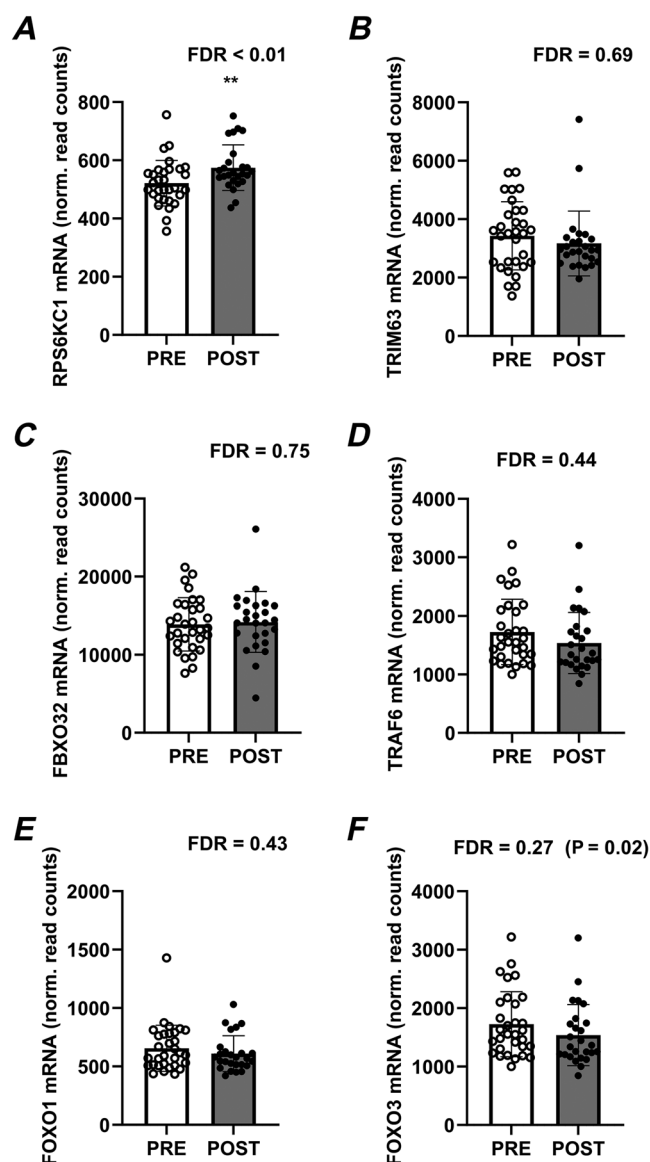 A
FDR < 0.01
**
RPS6KC1 mRNA (norm. read counts)
800
600
400
200
0
PRE POST
B
FDR = 0.69
TRIM63 mRNA (norm. read counts)
8000
6000
4000
2000
0
PRE POST
C
FDR = 0.75
FBXO32 mRNA (norm. read counts)
30000
20000
10000
0
PRE POST
D
FDR = 0.44
TRAF6 mRNA (norm. read counts)
4000
3000
2000
1000
0
PRE POST
E
FDR = 0.43
FOXO1 mRNA (norm. read counts)
2000
1500
1000
500
0
PRE POST
F
FDR = 0.27 (P = 0.02)
FOXO3 mRNA (norm. read counts)
4000
3000
2000
1000
0
PRE POST